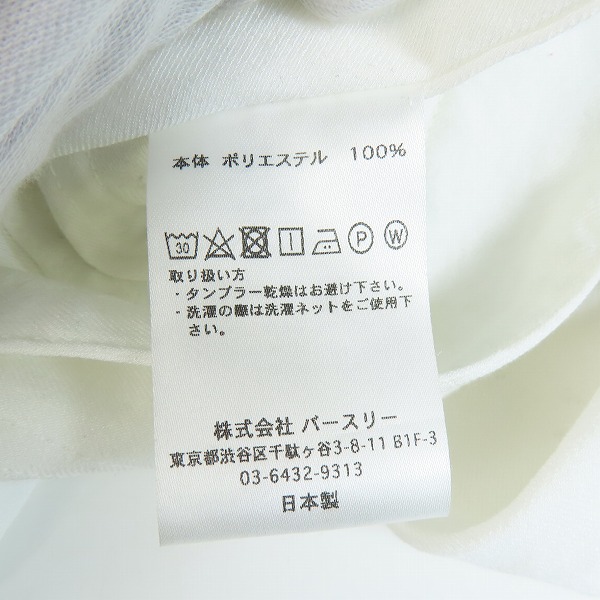 本体 ポリエステル 100%
30 P W
取り扱い方
・タンブラー乾燥はお避け下さい。
・洗濯の際は洗濯ネットをご使用下
さい。
株式会社 バースリー
東京都渋谷区千駄ヶ谷3-8-11 B1F-3
03-6432-9313
日本製